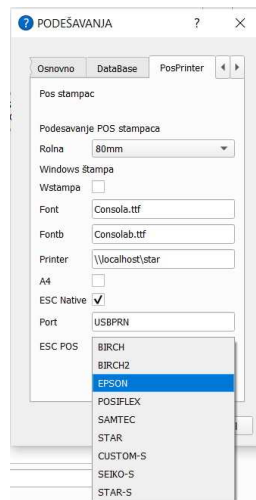 PODEŠAVANJA ? X
Osnovno DataBase PosPrinter
Pos stampac
Podesavanje POS stampaca
Rolna 80mm
Windows štampa
Wstampa
Font Consola.ttf
Fontb Consolab.ttf
Printer \\localhost\star
A4
ESC Native
Port USBPRN
ESC POS BIRCH
BIRCH2
EPSON
POSIFLEX
SAMTEC
STAR
CUSTOM-S
SEIKO-S
STAR-S